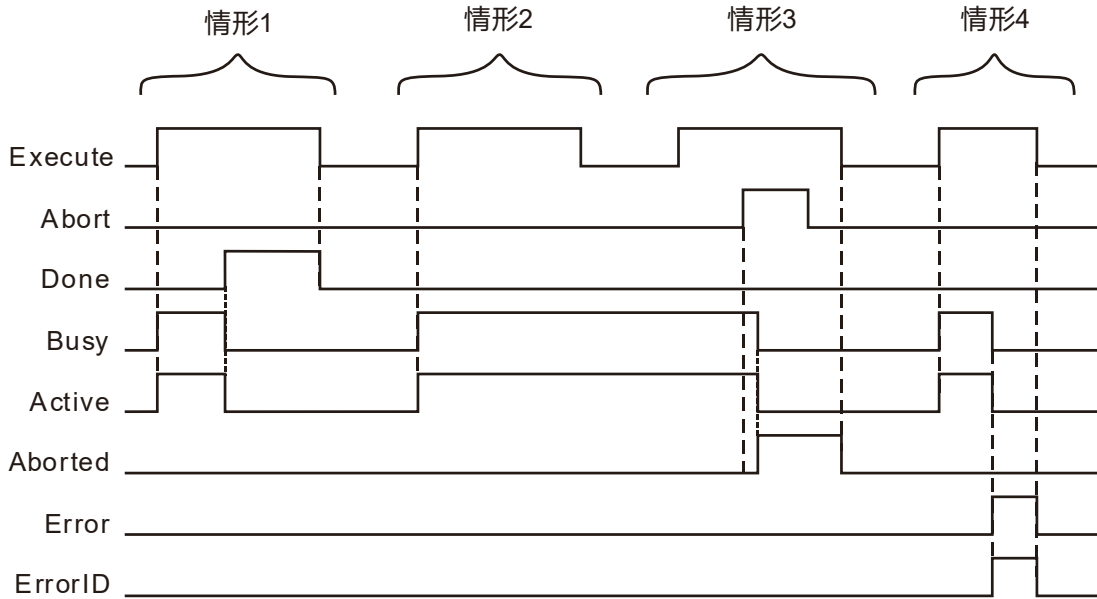 情形1 情形2 情形3 情形4
Execute
Abort
Done
Busy
Active
Aborted
Error
ErrorID